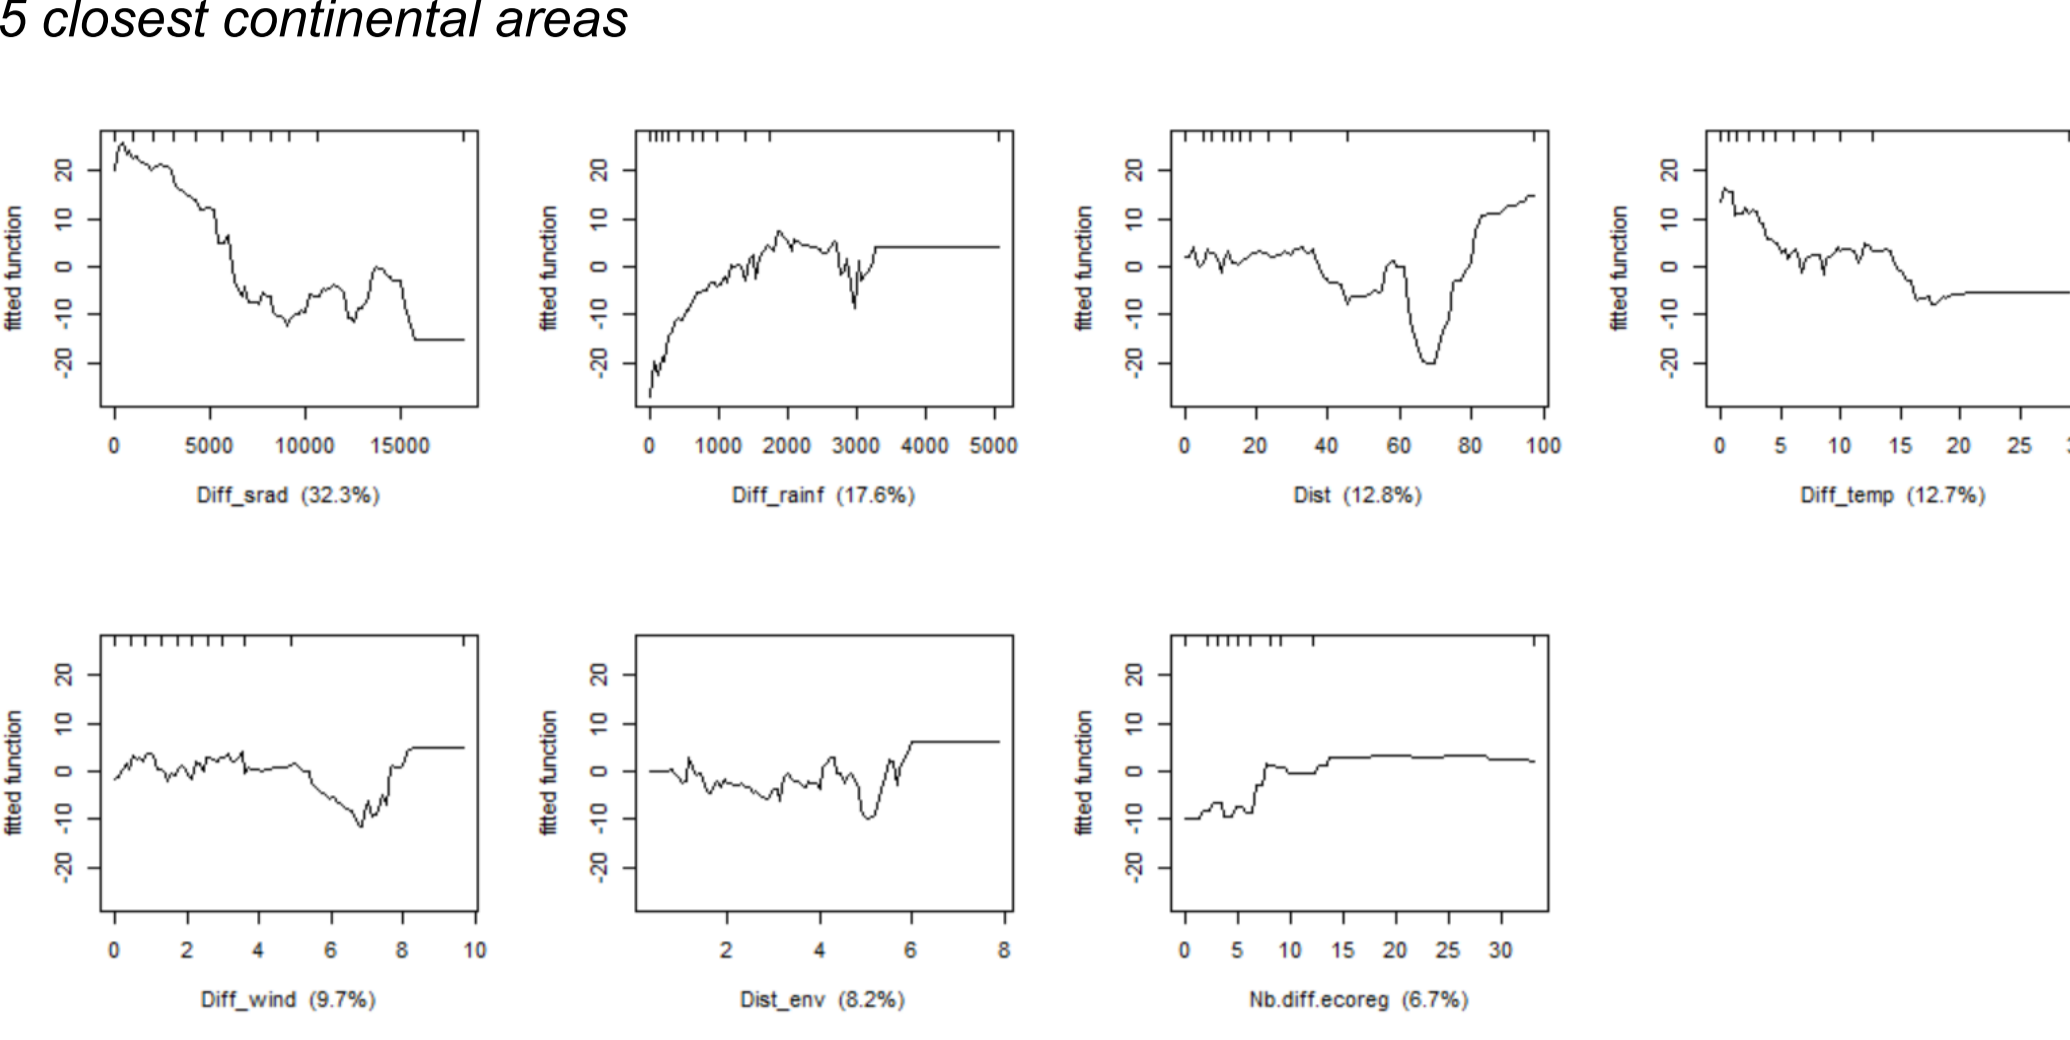 5 closest continental areas
fitted function
20
10
0
-10
-20
0 5000 10000 15000
Diff_srad (32.3%)
fitted function
20
10
0
-10
-20
0 1000 2000 3000 4000 5000
Diff_rainf (17.6%)
fitted function
20
10
0
-10
-20
0 20 40 60 80 100
Dist (12.8%)
fitted function
20
10
0
-10
-20
0 5 10 15 20 25
Diff_temp (12.7%)
fitted function
20
10
0
-10
-20
0 2 4 6 8 10
Diff_wind (9.7%)
fitted function
20
10
0
-10
-20
2 4 6 8
Dist_env (8.2%)
fitted function
20
10
0
-10
-20
0 5 10 15 20 25 30
Nb.diff.ecoreg (6.7%)